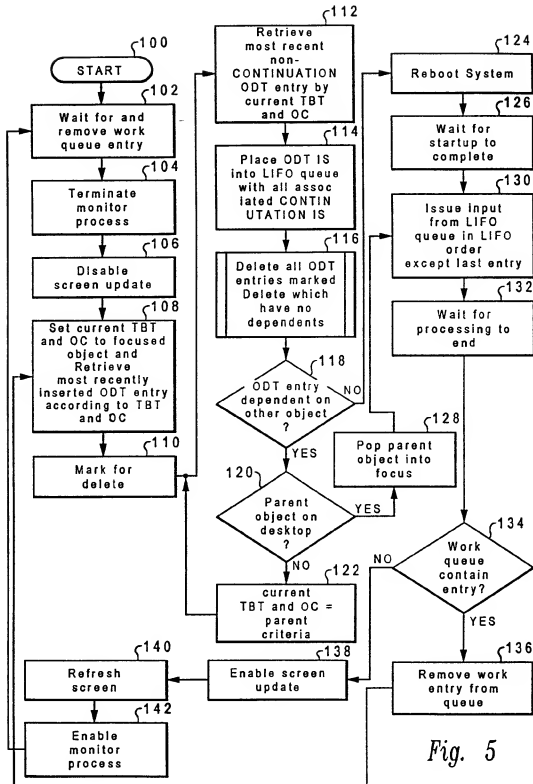 100
START
102
Wait for and
remove work
queue entry
104
Terminate
monitor
process
106
Disable
screen update
108
Set current TBT
and OC to focused
object and
Retrieve
most recently
inserted ODT entry
according to TBT
and OC
110
Mark for
delete
112
Retrieve
most recent
non-
CONTINUATION
ODT entry by
current TBT
and OC
114
Place ODT IS
into LIFO queue
with all assoc
iated CONTIN
UTATION IS
116
Delete all ODT
entries marked
Delete which
have no
dependents
118
ODT entry
dependent on
other object
?
NO
YES
120
Parent
object on
desktop
?
YES
NO
122
current
TBT and OC =
parent
criteria
124
Reboot System
126
Wait for
startup to
complete
130
Issue input
from LIFO
queue in LIFO
order
except last entry
132
Wait for
processing to
end
128
Pop parent
object into
focus
134
Work
queue
contain
entry?
NO
YES
136
Remove work
entry from
queue
138
Enable screen
update
140
Refresh
screen
142
Enable
monitor
process
Fig. 5